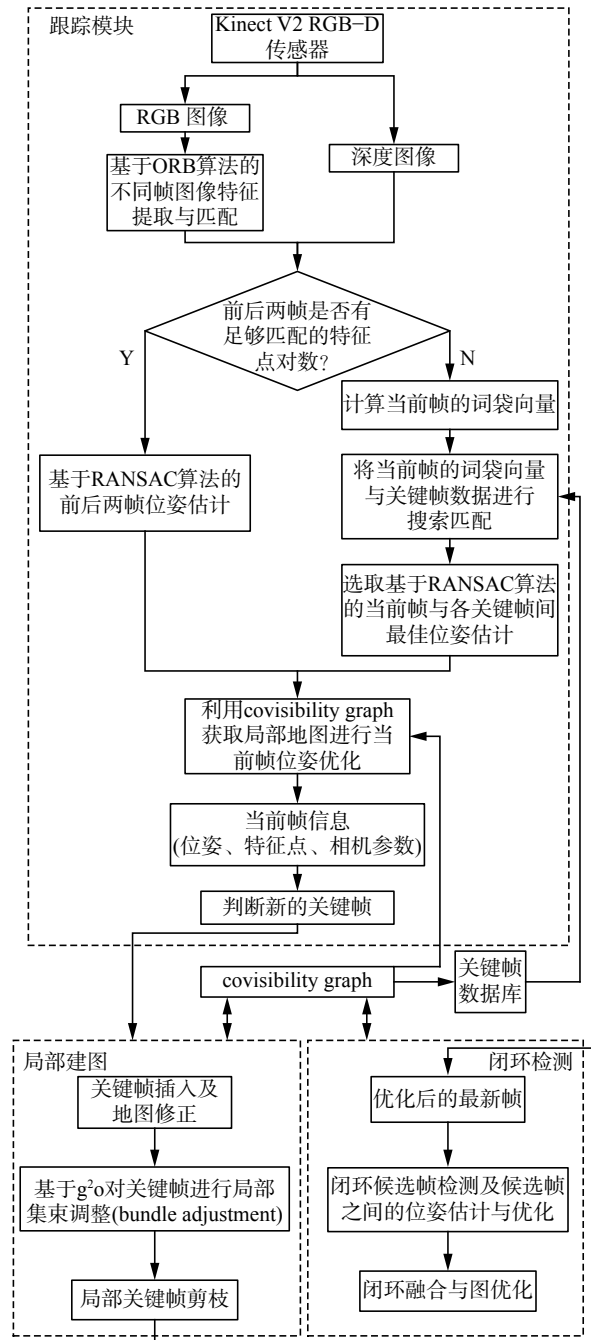 跟踪模块
Kinect V2 RGB−D
传感器
RGB 图像
深度图像
基于ORB算法的
不同帧图像特征
提取与匹配
前后两帧是否有
足够匹配的特征
点对数?
Y
N
计算当前帧的词袋向量
基于RANSAC算法的
前后两帧位姿估计
将当前帧的词袋向量
与关键帧数据进行
搜索匹配
选取基于RANSAC算法
的当前帧与各关键帧间
最佳位姿估计
利用covisibility graph
获取局部地图进行当
前帧位姿优化
当前帧信息
(位姿、特征点、相机参数)
判断新的关键帧
covisibility graph
关键帧
数据库
局部建图
关键帧插入及
地图修正
基于g²o对关键帧进行局部
集束调整(bundle adjustment)
局部关键帧剪枝
闭环检测
优化后的最新帧
闭环候选帧检测及候选帧
之间的位姿估计与优化
闭环融合与图优化